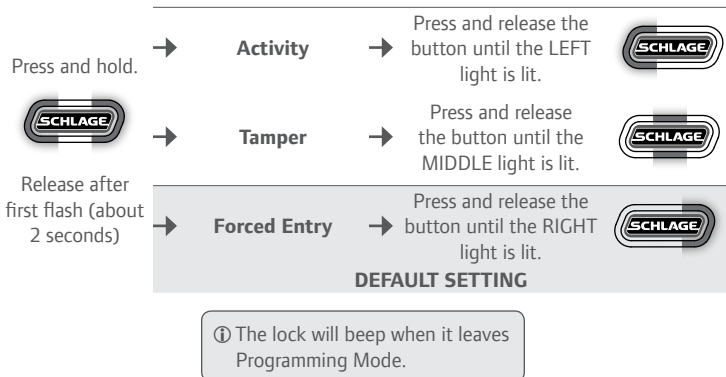 Press and hold.
SCHLAGE
Release after
first flash (about
2 seconds)
Activity
Press and release the
button until the LEFT
light is lit.
SCHLAGE
Tamper
Press and release
the button until the
MIDDLE light is lit.
SCHLAGE
Forced Entry
Press and release the
button until the RIGHT
light is lit.
SCHLAGE
DEFAULT SETTING
ⓘ The lock will beep when it leaves
Programming Mode.